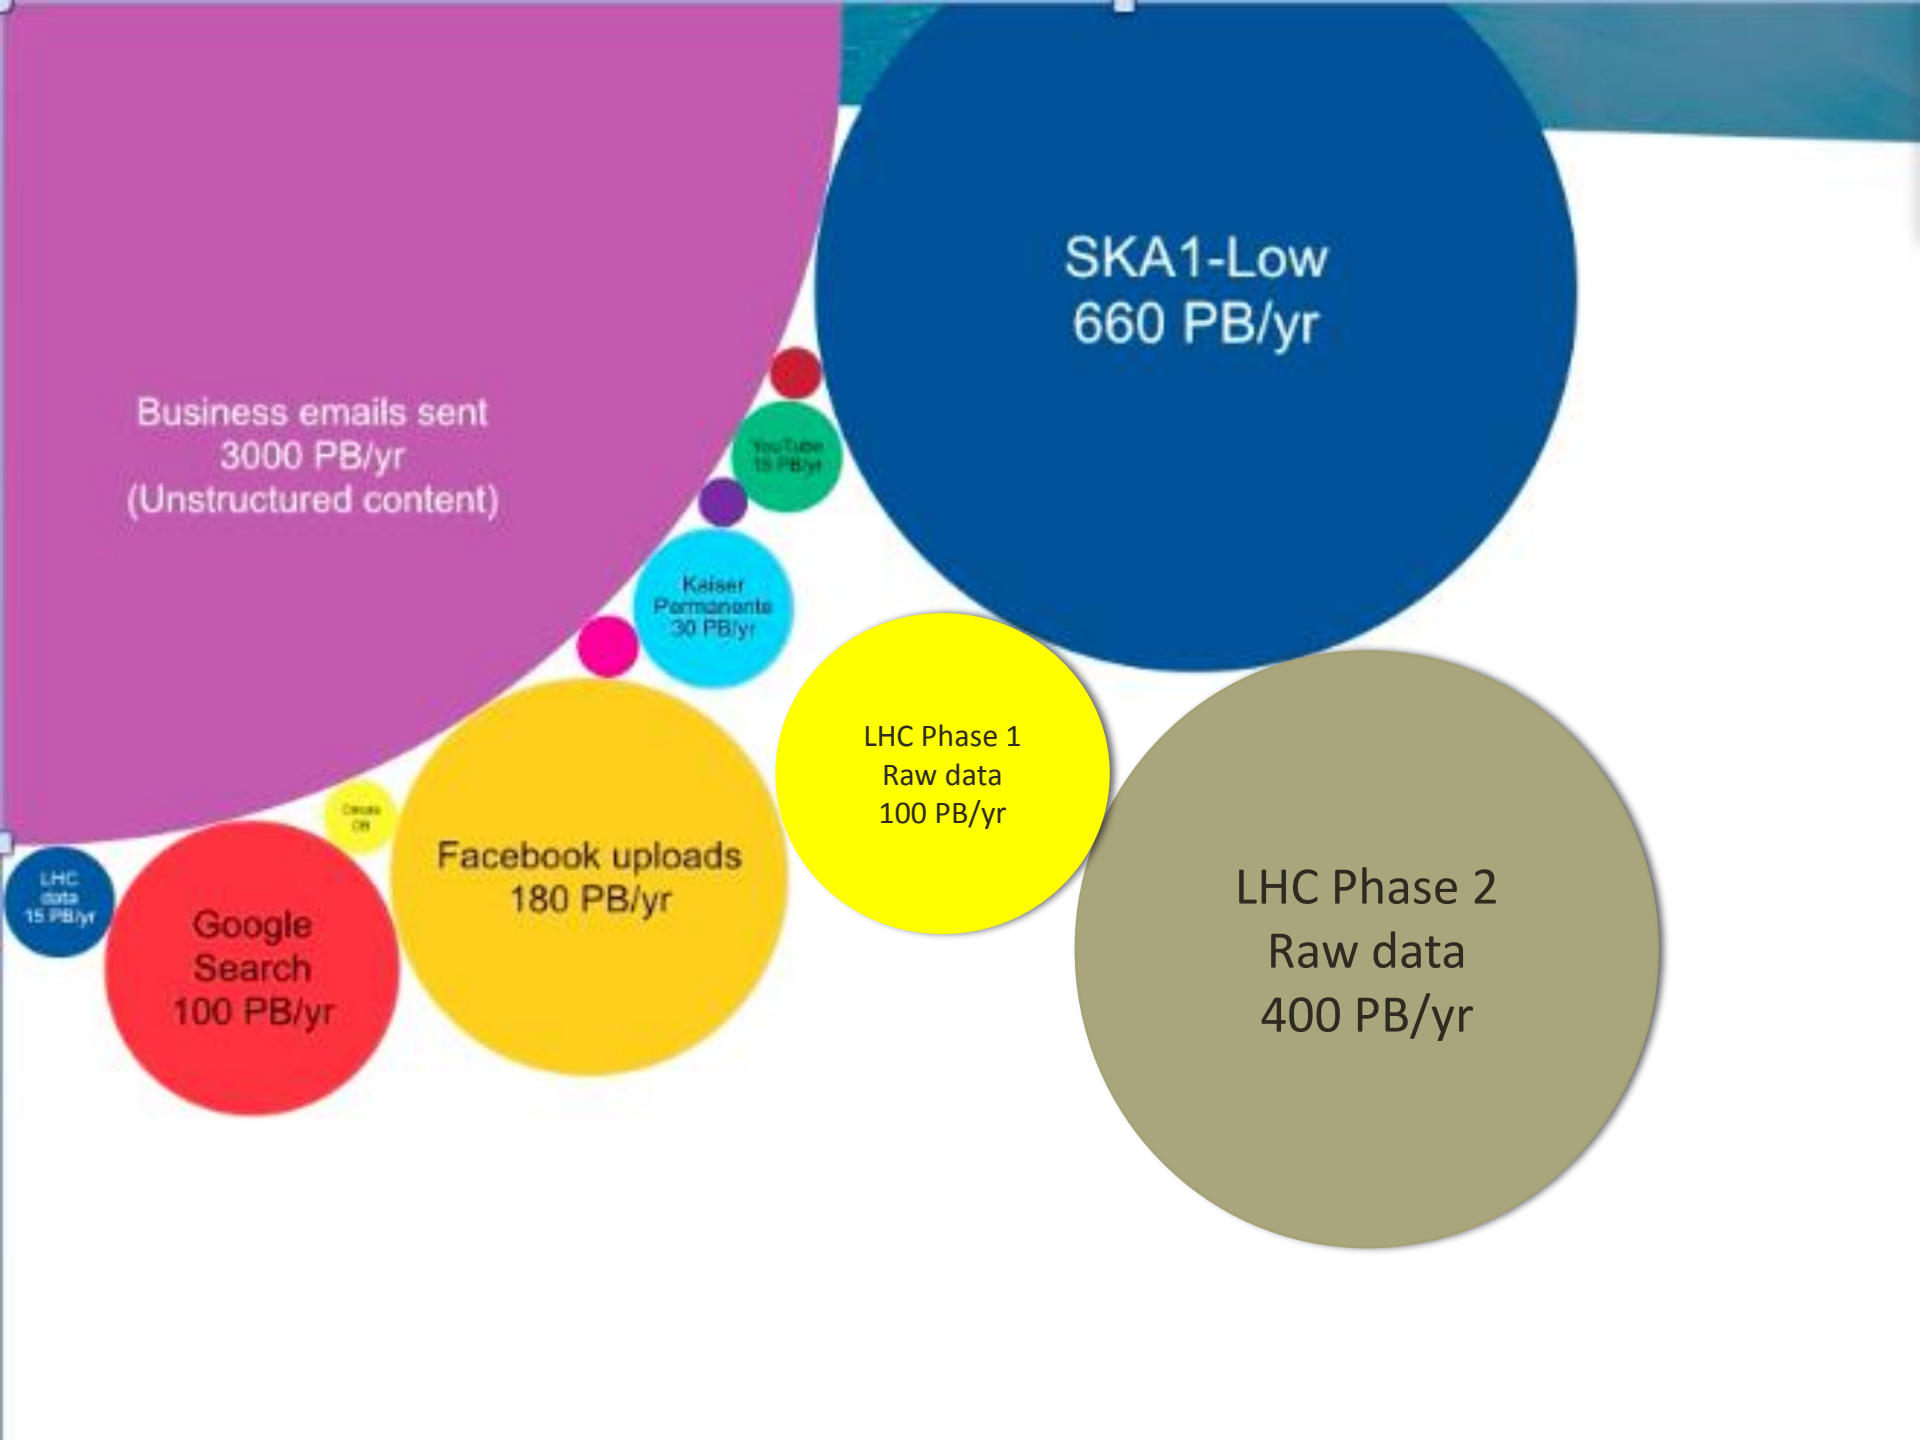 SKA1-Low
660 PB/yr
Business emails sent
3000 PB/yr
(Unstructured content)
YouTube
15 PB/yr
Kaiser
Permanente
30 PB/yr
LHC Phase 1
Raw data
100 PB/yr
Facebook uploads
180 PB/yr
LHC
data
15 PB/yr
Google
Search
100 PB/yr
LHC Phase 2
Raw data
400 PB/yr